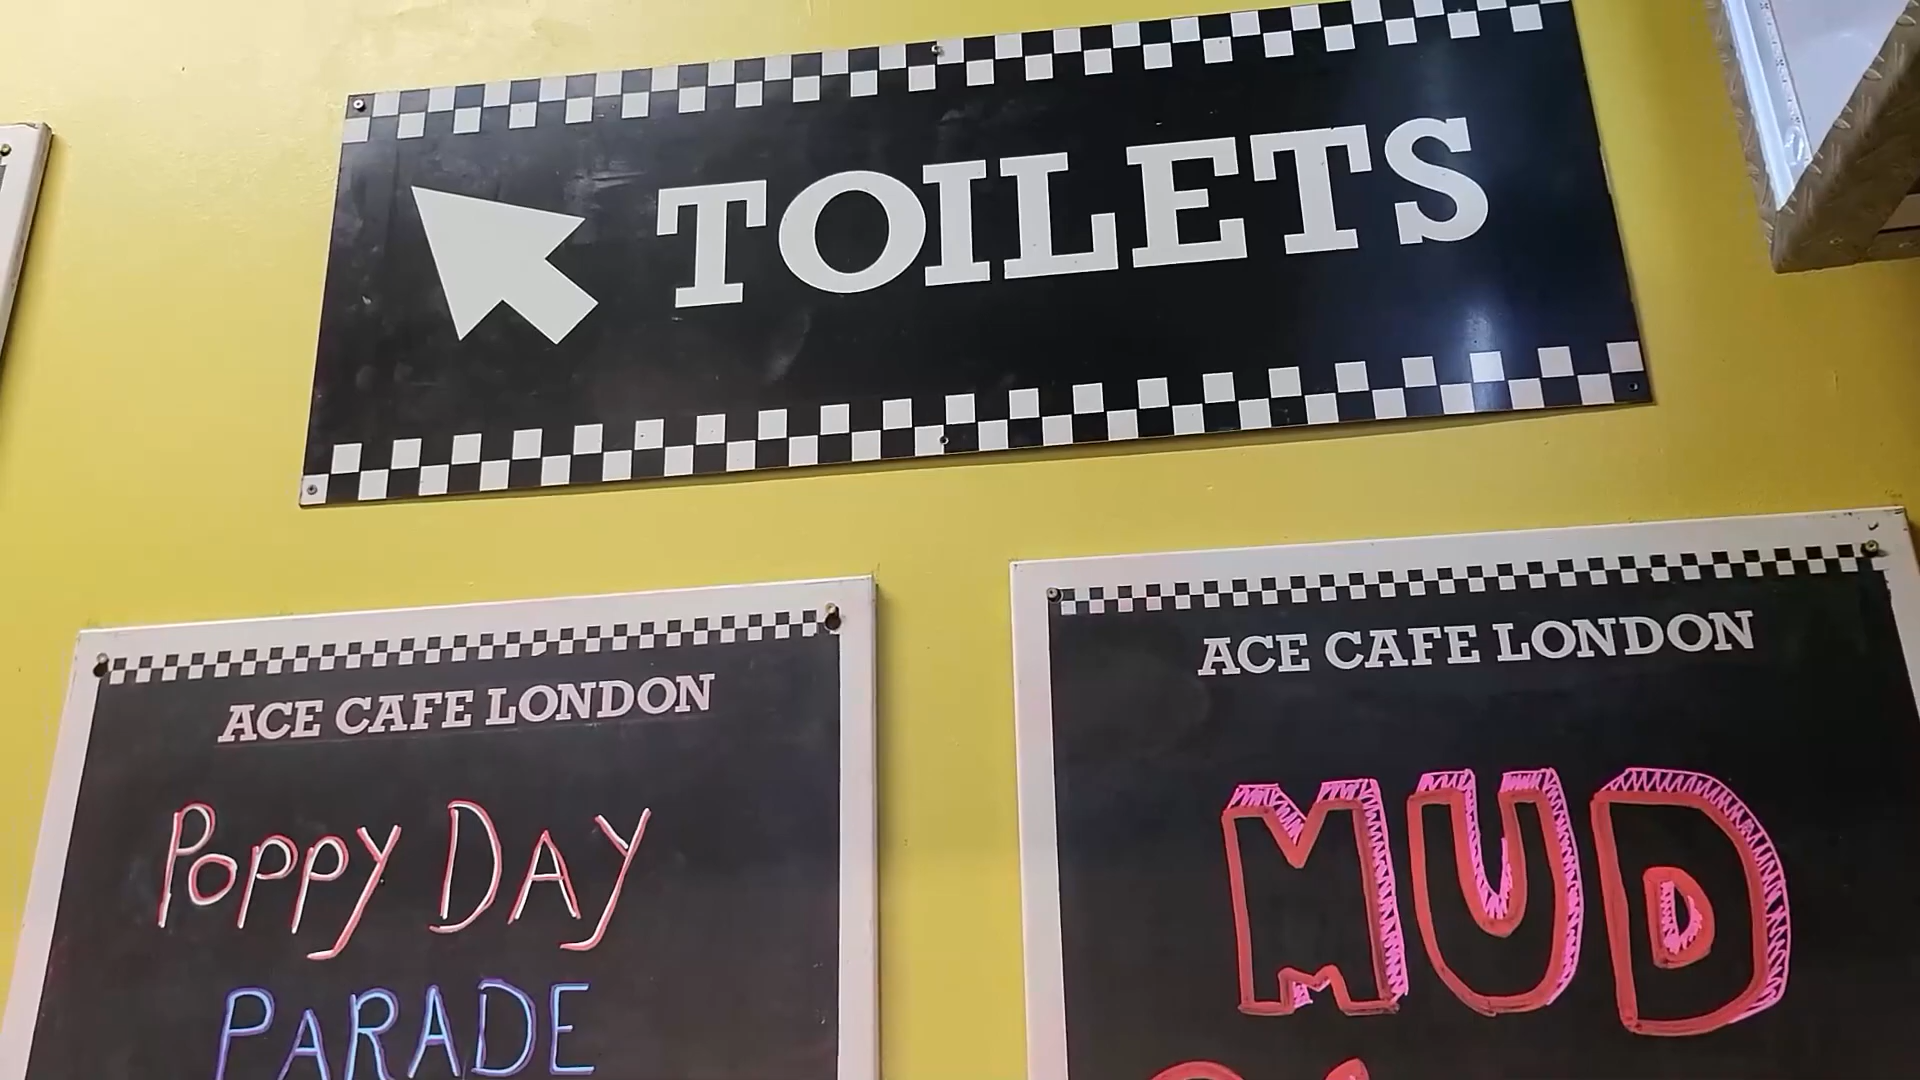 TOILETS
ACE CAFE LONDON
POPPY DAY
PARADE
ACE CAFE LONDON
MUD